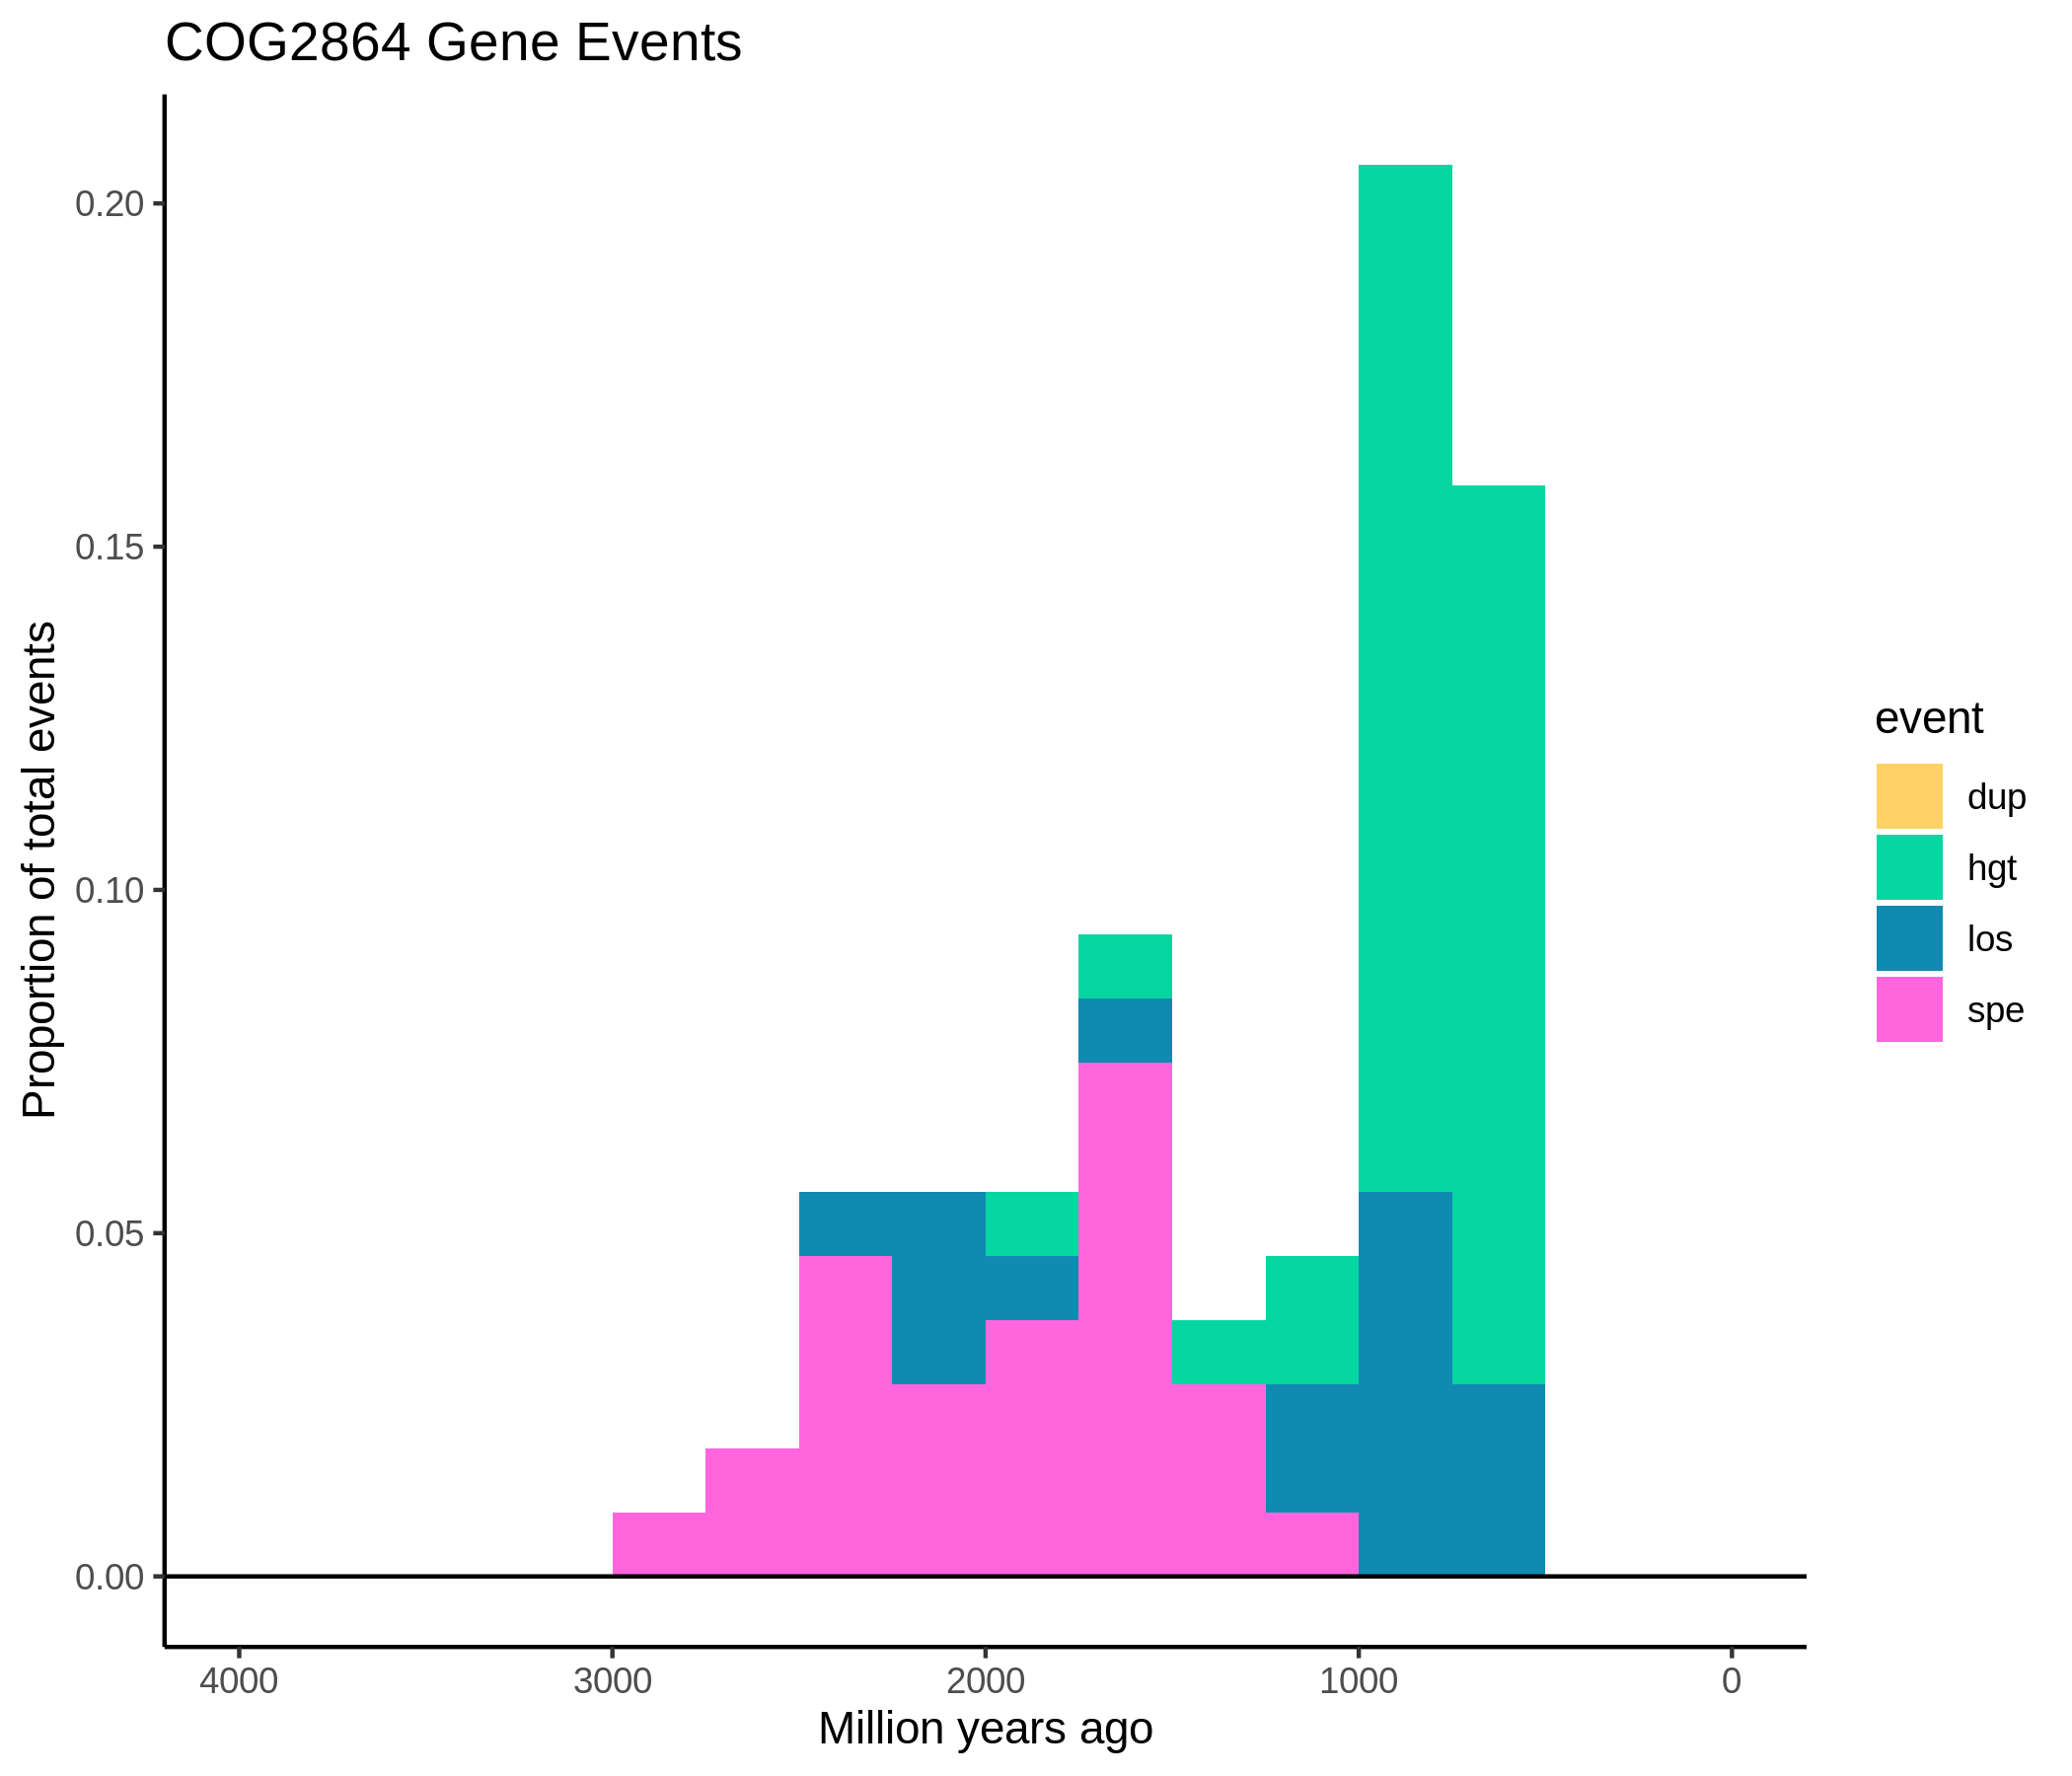 COG2864 Gene Events
Proportion of total events
0.20
0.15
0.10
0.05
0.00
4000 3000 2000 1000 0
Million years ago
event
dup
hgt
los
spe